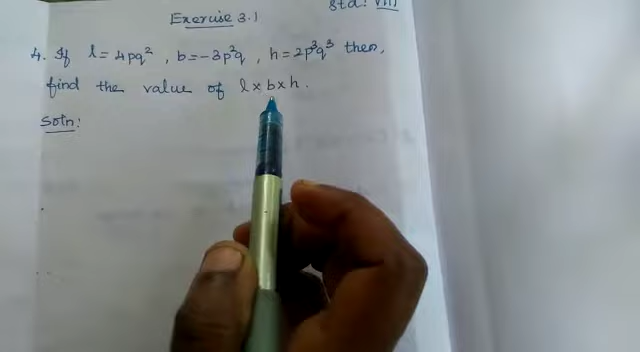 Exercise 3.1
Std: VIII
4. If l = 4pq², b = -3p²q, h = 2p³q³ then,
find the value of l × b × h.
Soln: